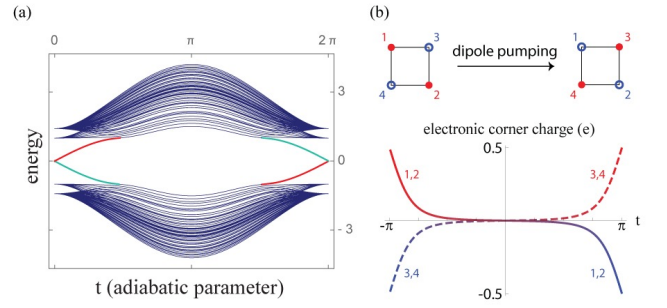 (a)
0
π
2 π
energy
3
0
- 3
t (adiabatic parameter)
(b)
1
3
4
2
dipole pumping
1
3
4
2
electronic corner charge (e)
0.5
1,2
3,4
-π
π
t
3,4
1,2
-0.5